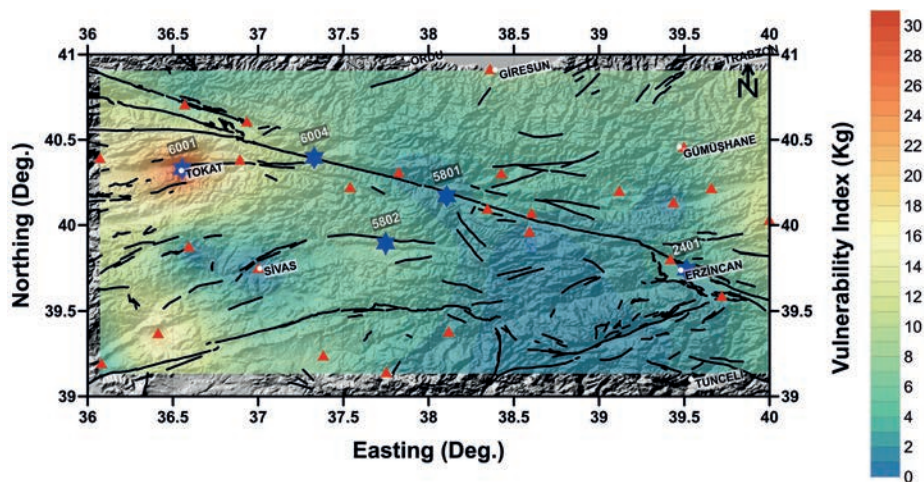 36 36.5 37 37.5 38 38.5 39 39.5 40
41 ORDU GİRESUN TRABZON 41
N
40.5 6001 6004 GÜMÜŞHANE 40.5
TOKAT 5801
40 5802 40
2401
SİVAS ERZİNCAN
39.5 39.5
TUNCELİ
39 39
36 36.5 37 37.5 38 38.5 39 39.5 40
Easting (Deg.)
Northing (Deg.)
Vulnerability Index (Kg)
30
28
26
24
22
20
18
16
14
12
10
8
6
4
2
0